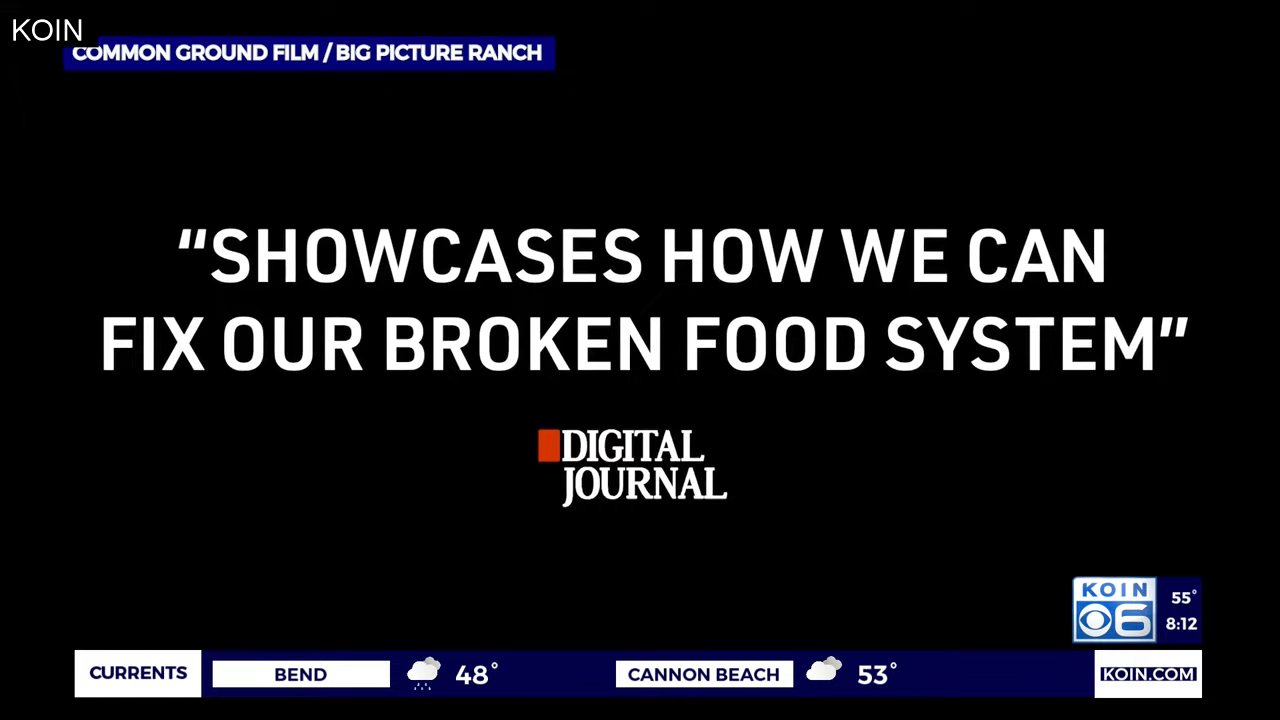 KOIN
COMMON GROUND FILM / BIG PICTURE RANCH
“SHOWCASES HOW WE CAN
FIX OUR BROKEN FOOD SYSTEM”
DIGITAL
JOURNAL
KOIN
6
55°
8:12
CURRENTS
BEND
48°
CANNON BEACH
53°
KOIN.COM